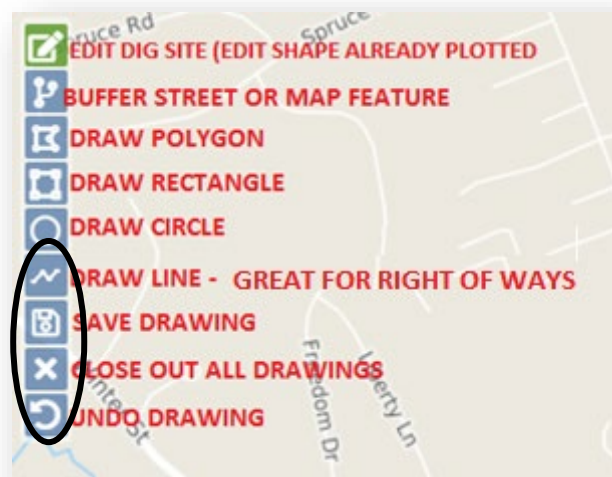 Spruce Rd
Spruce
EDIT DIG SITE (EDIT SHAPE ALREADY PLOTTED
BUFFER STREET OR MAP FEATURE
DRAW POLYGON
DRAW RECTANGLE
DRAW CIRCLE
DRAW LINE - GREAT FOR RIGHT OF WAYS
SAVE DRAWING
CLOSE OUT ALL DRAWINGS
UNDO DRAWING
St
Freedom Dr
Liberty Ln